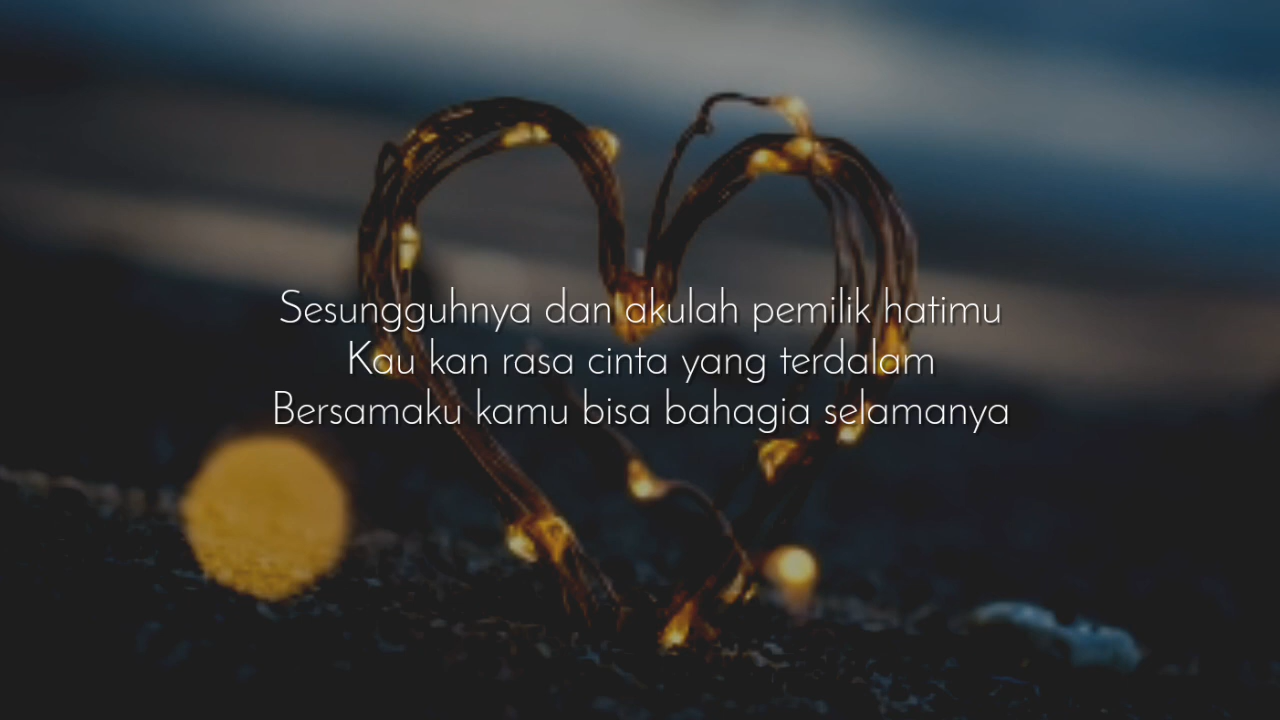 Sesungguhnya dan akulah pemilik hatimu
Kau kan rasa cinta yang terdalam
Bersamaku kamu bisa bahagia selamanya